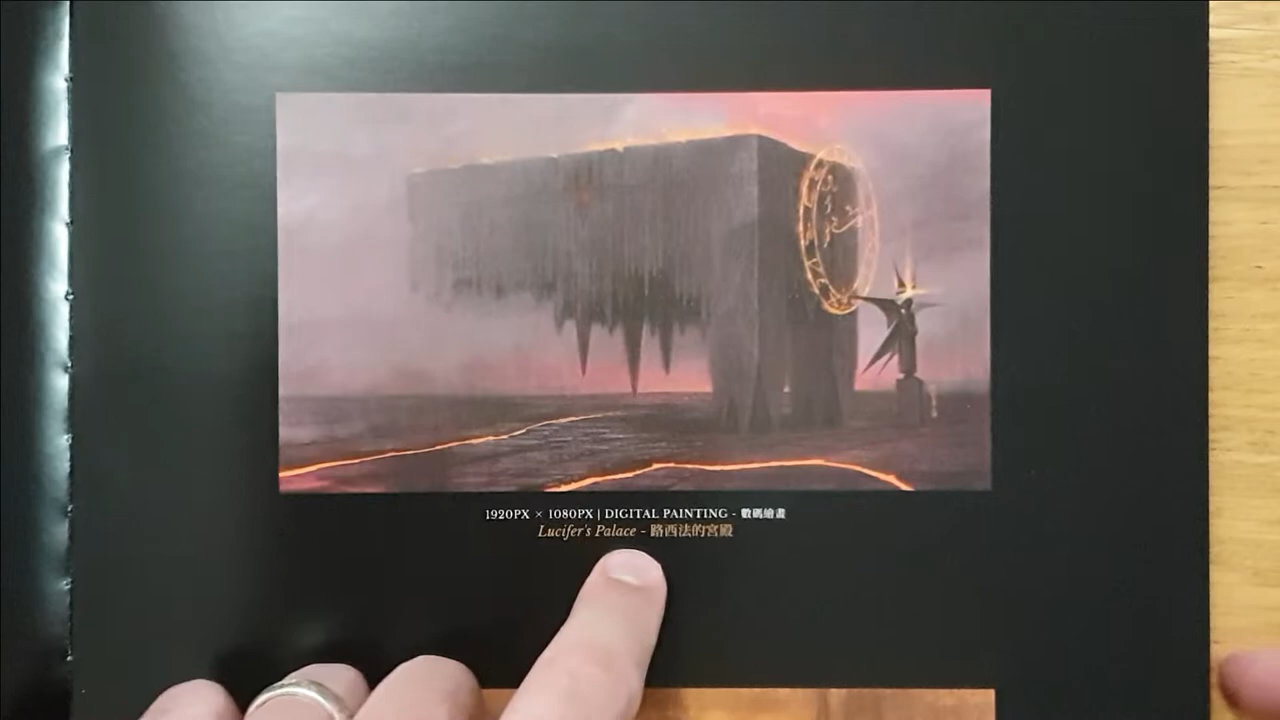 1920PX × 1080PX | DIGITAL PAINTING - 數碼繪畫
Lucifer's Palace - 路西法的宮殿